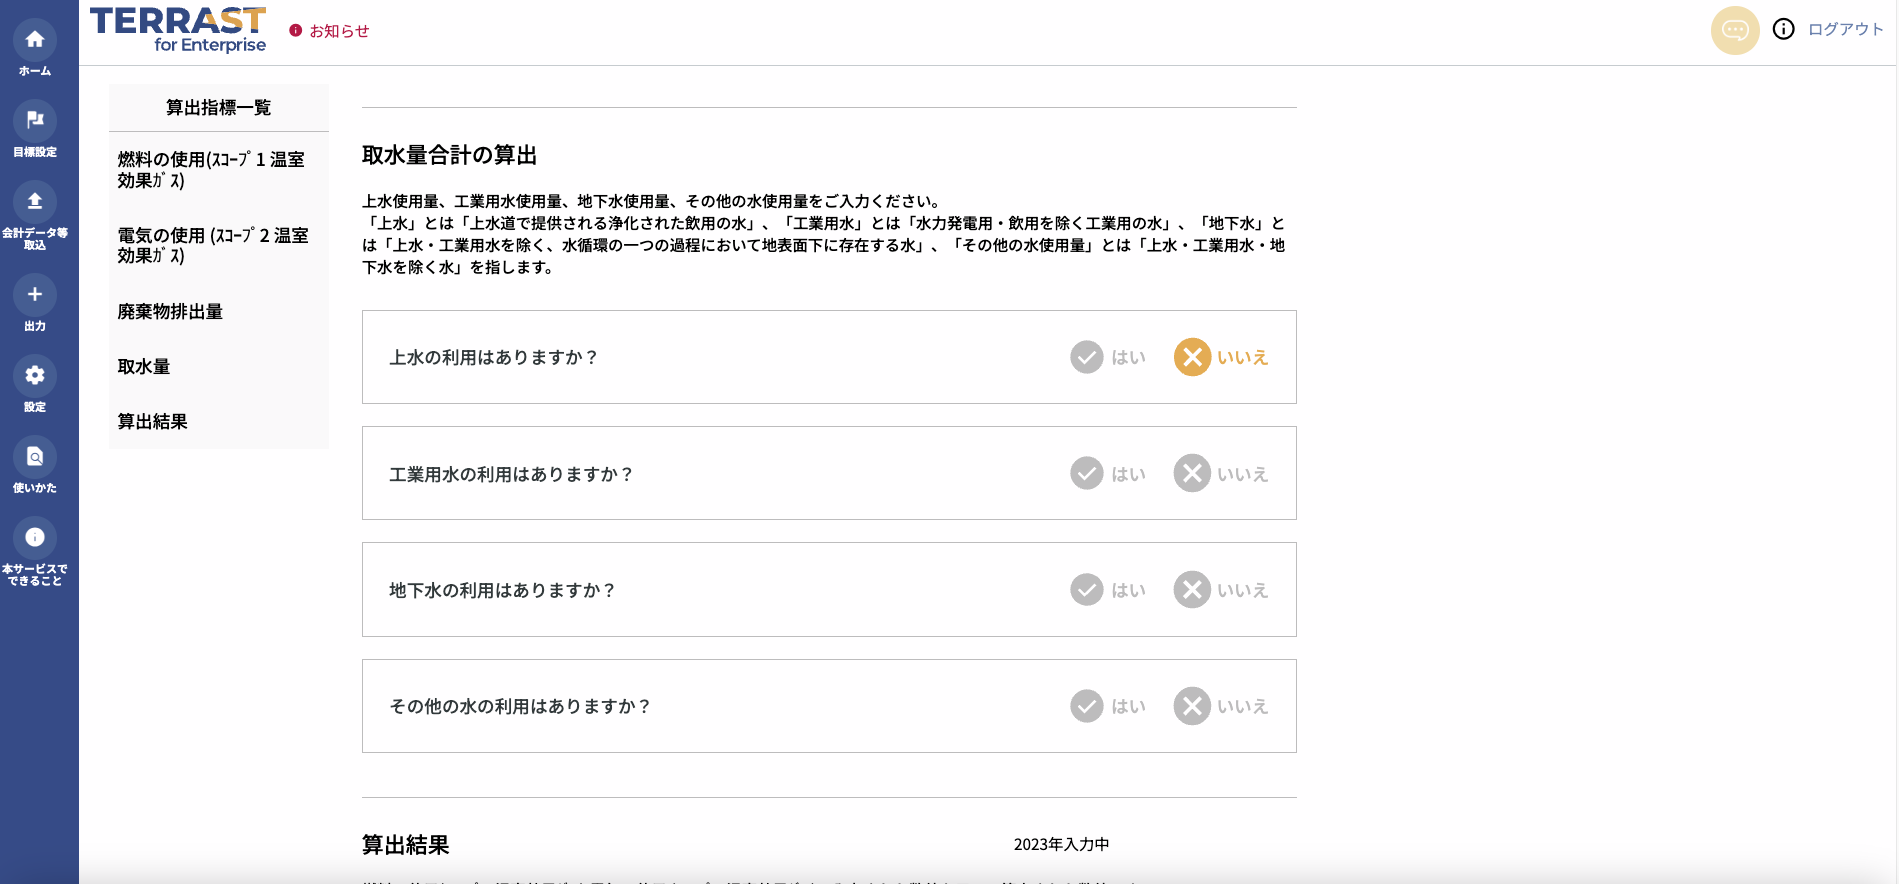 TERRAST
for Enterprise
お知らせ
ログアウト
ホーム
目標設定
会計データ等
取込
出力
設定
使いかた
本サービスで
できること
算出指標一覧
燃料の使用(ｽｺｰﾌﾟ1 温室
効果ｶﾞｽ)
電気の使用 (ｽｺｰﾌﾟ2 温室
効果ｶﾞｽ)
廃棄物排出量
取水量
算出結果
取水量合計の算出
上水使用量、工業用水使用量、地下水使用量、その他の水使用量をご入力ください。
「上水」とは「上水道で提供される浄化された飲用の水」、「工業用水」とは「水力発電用・飲用を除く工業用の水」、「地下水」と
は「上水・工業用水を除く、水循環の一つの過程において地表面下に存在する水」、「その他の水使用量」とは「上水・工業用水・地
下水を除く水」を指します。
上水の利用はありますか？ はい いいえ
工業用水の利用はありますか？ はい いいえ
地下水の利用はありますか？ はい いいえ
その他の水の利用はありますか？ はい いいえ
算出結果 2023年入力中